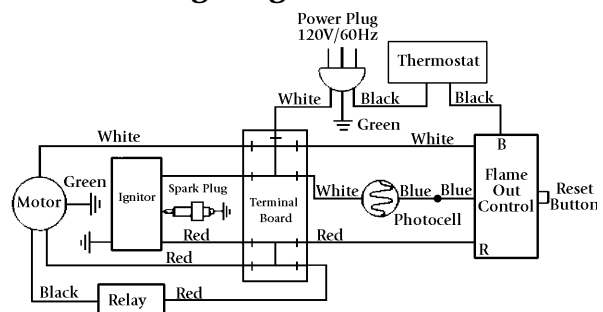 Power Plug
120V/60Hz
Thermostat
White
Black
Black
Green
White
White
B
Green
Ignitor
Spark Plug
Motor
Terminal
Board
White
Blue
Blue
Photocell
Flame
Out
Control
Reset
Button
Red
Red
R
Red
Black
Relay
Red